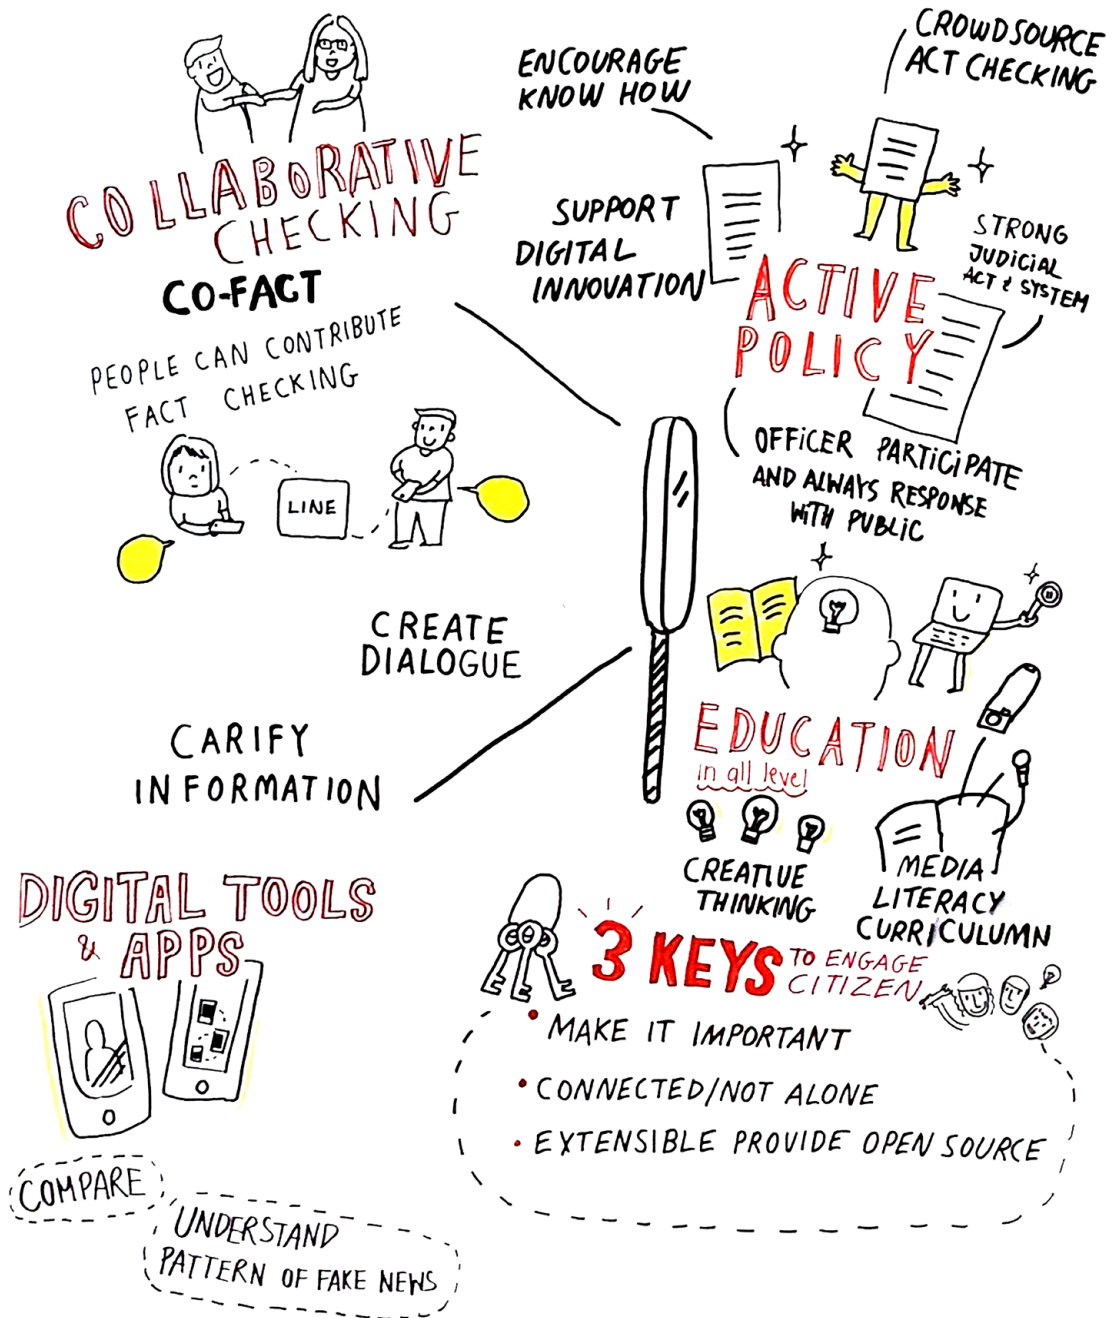 COLLABORATIVE
CHECKING
CO-FACT
PEOPLE CAN CONTRIBUTE
FACT CHECKING
LINE
CREATE
DIALOGUE
CARIFY
INFORMATION
DIGITAL TOOLS
& APPS
COMPARE
UNDERSTAND
PATTERN OF FAKE NEWS
ENCOURAGE
KNOW HOW
CROWDSOURCE
ACT CHECKING
SUPPORT
DIGITAL
INNOVATION
STRONG
JUDICIAL
ACT & SYSTEM
ACTIVE
POLICY
OFFICER PARTICIPATE
AND ALWAYS RESPONSE
WITH PUBLIC
EDUCATION
in all level
CREATIVE
THINKING
MEDIA
LITERACY
CURRICULUMN
3 KEYS TO ENGAGE
CITIZEN
• MAKE IT IMPORTANT
• CONNECTED/NOT ALONE
• EXTENSIBLE PROVIDE OPEN SOURCE